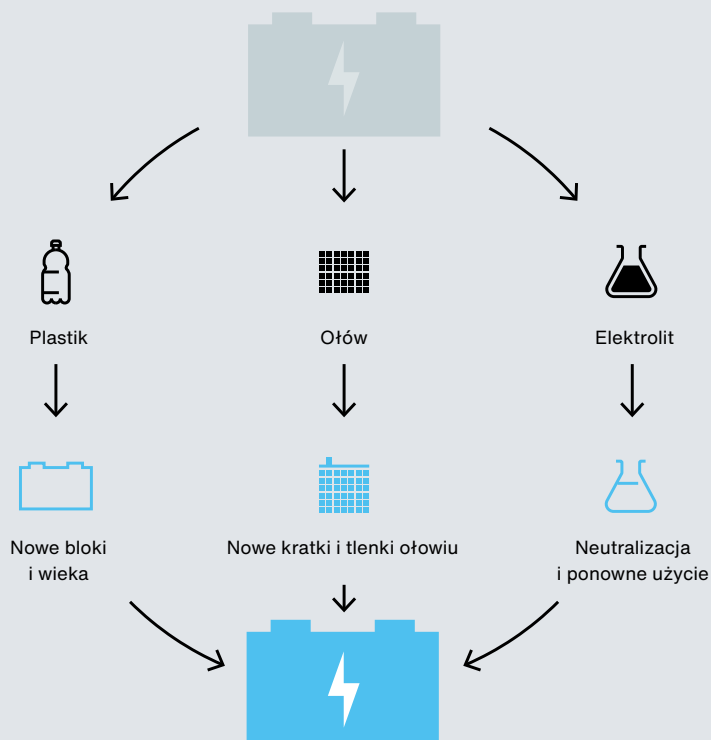 Plastik
Ołów
Elektrolit
Nowe bloki
i wieka
Nowe kratki i tlenki ołowiu
Neutralizacja
i ponowne użycie